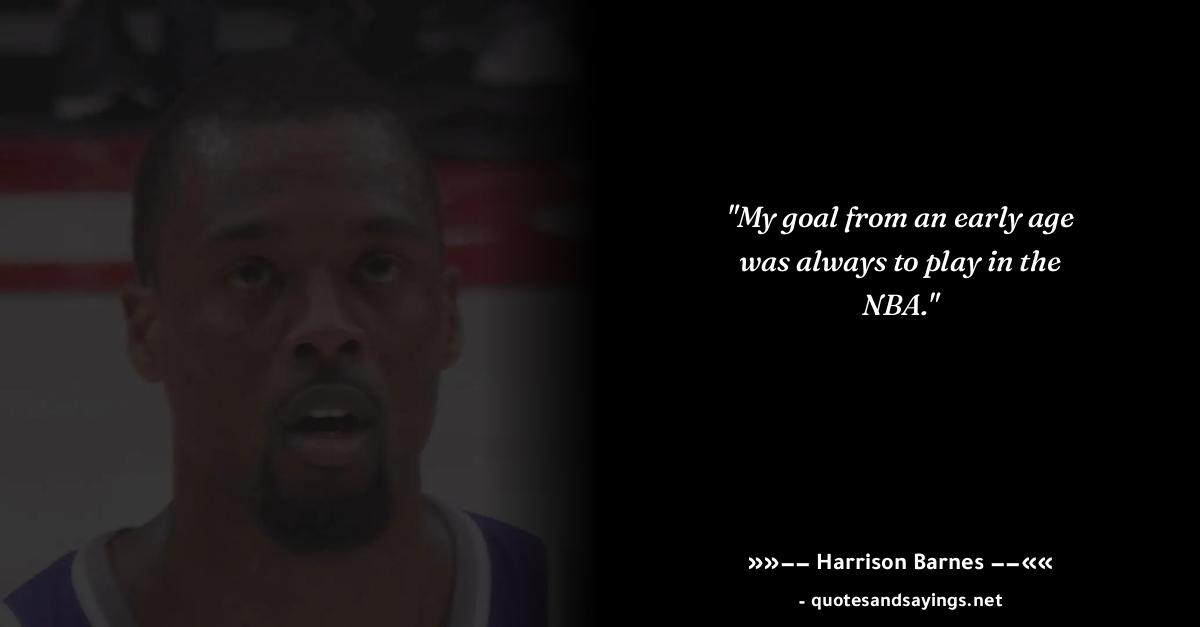 "My goal from an early age
was always to play in the
NBA."
»»−− Harrison Barnes −−««
- quotesandsayings.net